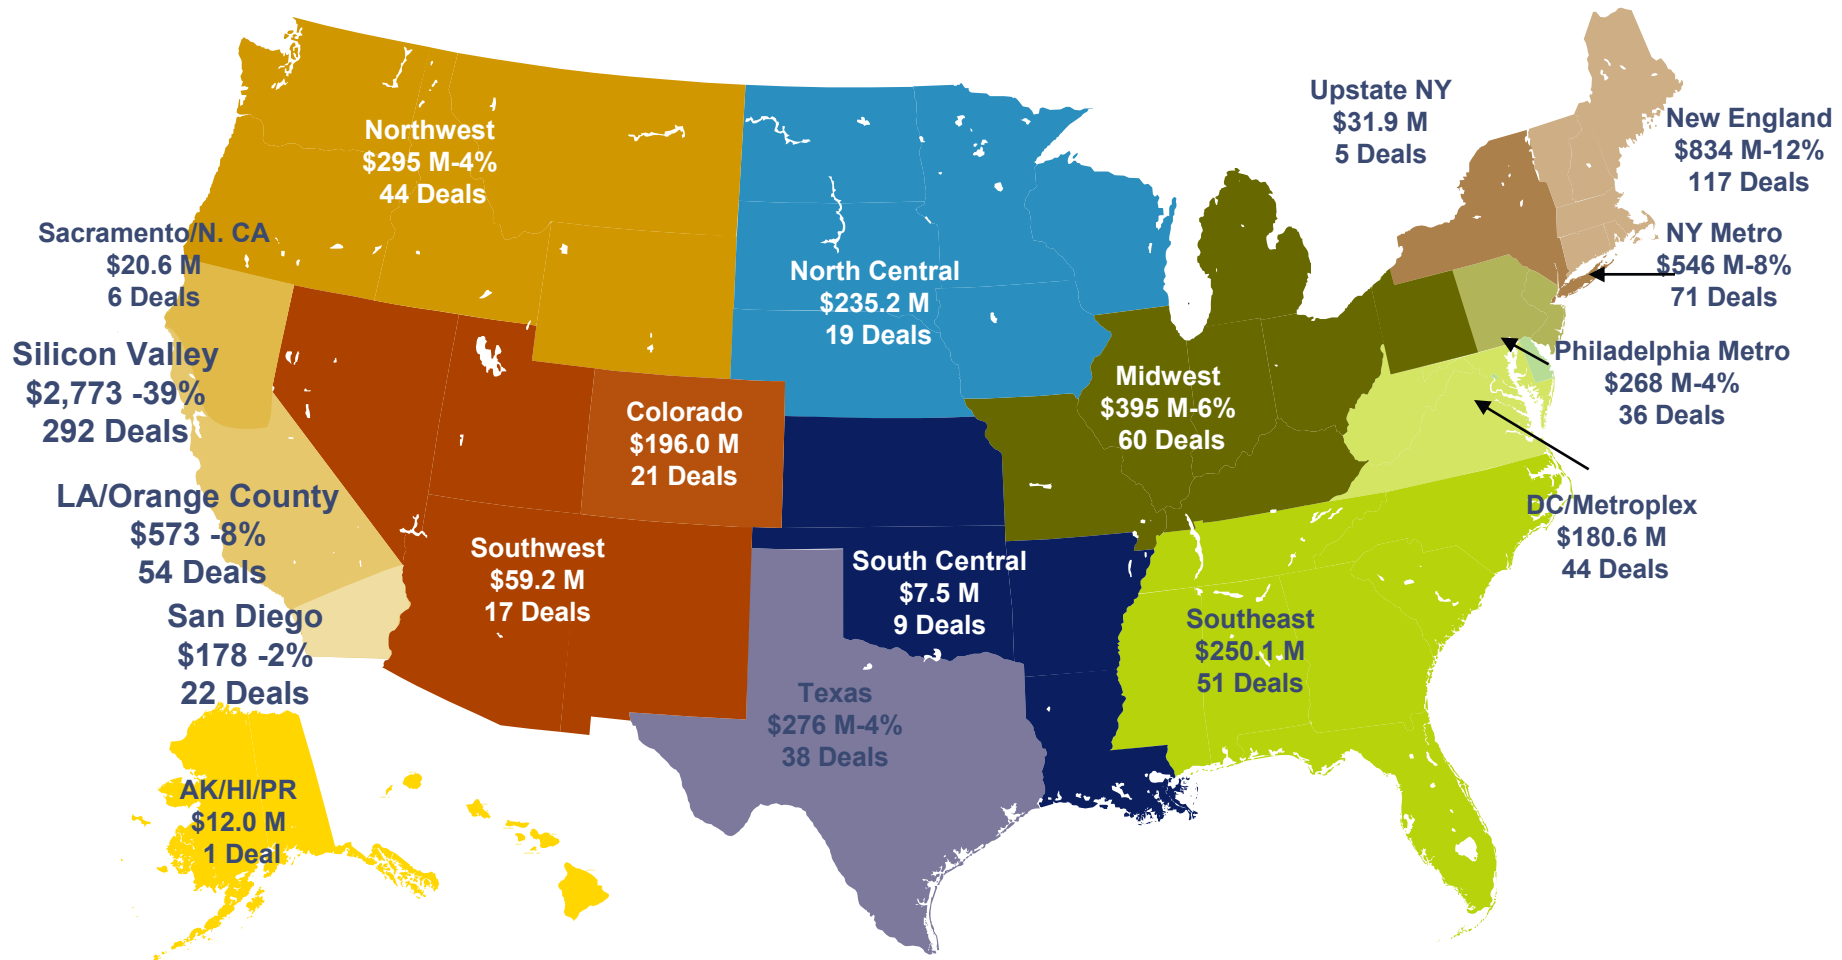 Northwest
$295 M-4%
44 Deals
Sacramento/N. CA
$20.6 M
6 Deals
Silicon Valley
$2,773 -39%
292 Deals
LA/Orange County
$573 -8%
54 Deals
San Diego
$178 -2%
22 Deals
AK/HI/PR
$12.0 M
1 Deal
Southwest
$59.2 M
17 Deals
Colorado
$196.0 M
21 Deals
North Central
$235.2 M
19 Deals
South Central
$7.5 M
9 Deals
Texas
$276 M-4%
38 Deals
Midwest
$395 M-6%
60 Deals
Southeast
$250.1 M
51 Deals
Upstate NY
$31.9 M
5 Deals
New England
$834 M-12%
117 Deals
NY Metro
$546 M-8%
71 Deals
Philadelphia Metro
$268 M-4%
36 Deals
DC/Metroplex
$180.6 M
44 Deals